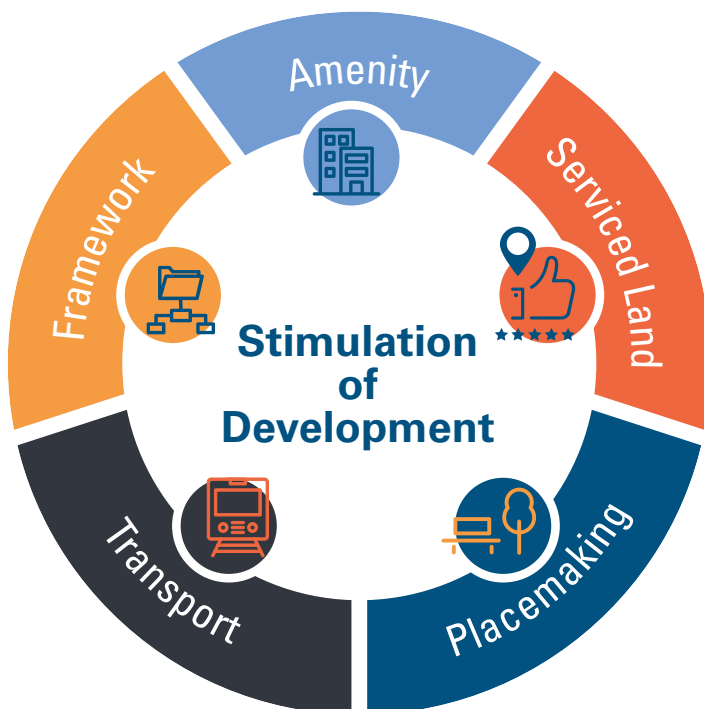 Amenity
Serviced Land
Framework
Stimulation
of
Development
Transport
Placemaking